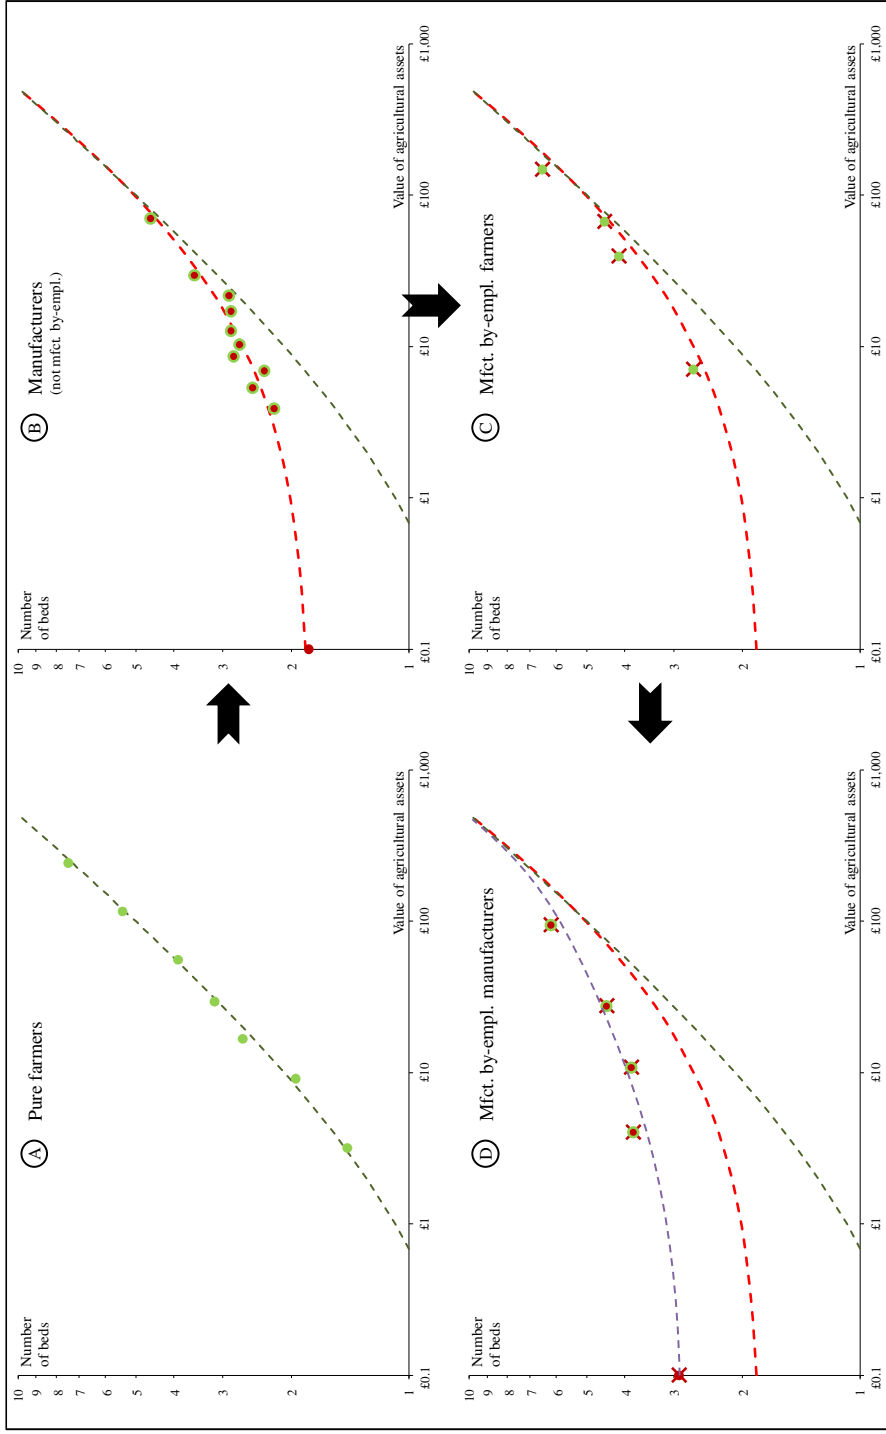 A
Pure farmers
Number
of beds
10
9
8
7
6
5
4
3
2
1
£0.1
£1
£10
£100
£1,000
Value of agricultural assets
B
Manufacturers
(not mfct. by-empl.)
Number
of beds
10
9
8
7
6
5
4
3
2
1
£0.1
£1
£10
£100
£1,000
Value of agricultural assets
C
Mfct. by-empl. farmers
Number
of beds
10
9
8
7
6
5
4
3
2
1
£0.1
£1
£10
£100
£1,000
Value of agricultural assets
D
Mfct. by-empl. manufacturers
Number
of beds
10
9
8
7
6
5
4
3
2
1
£0.1
£1
£10
£100
£1,000
Value of agricultural assets